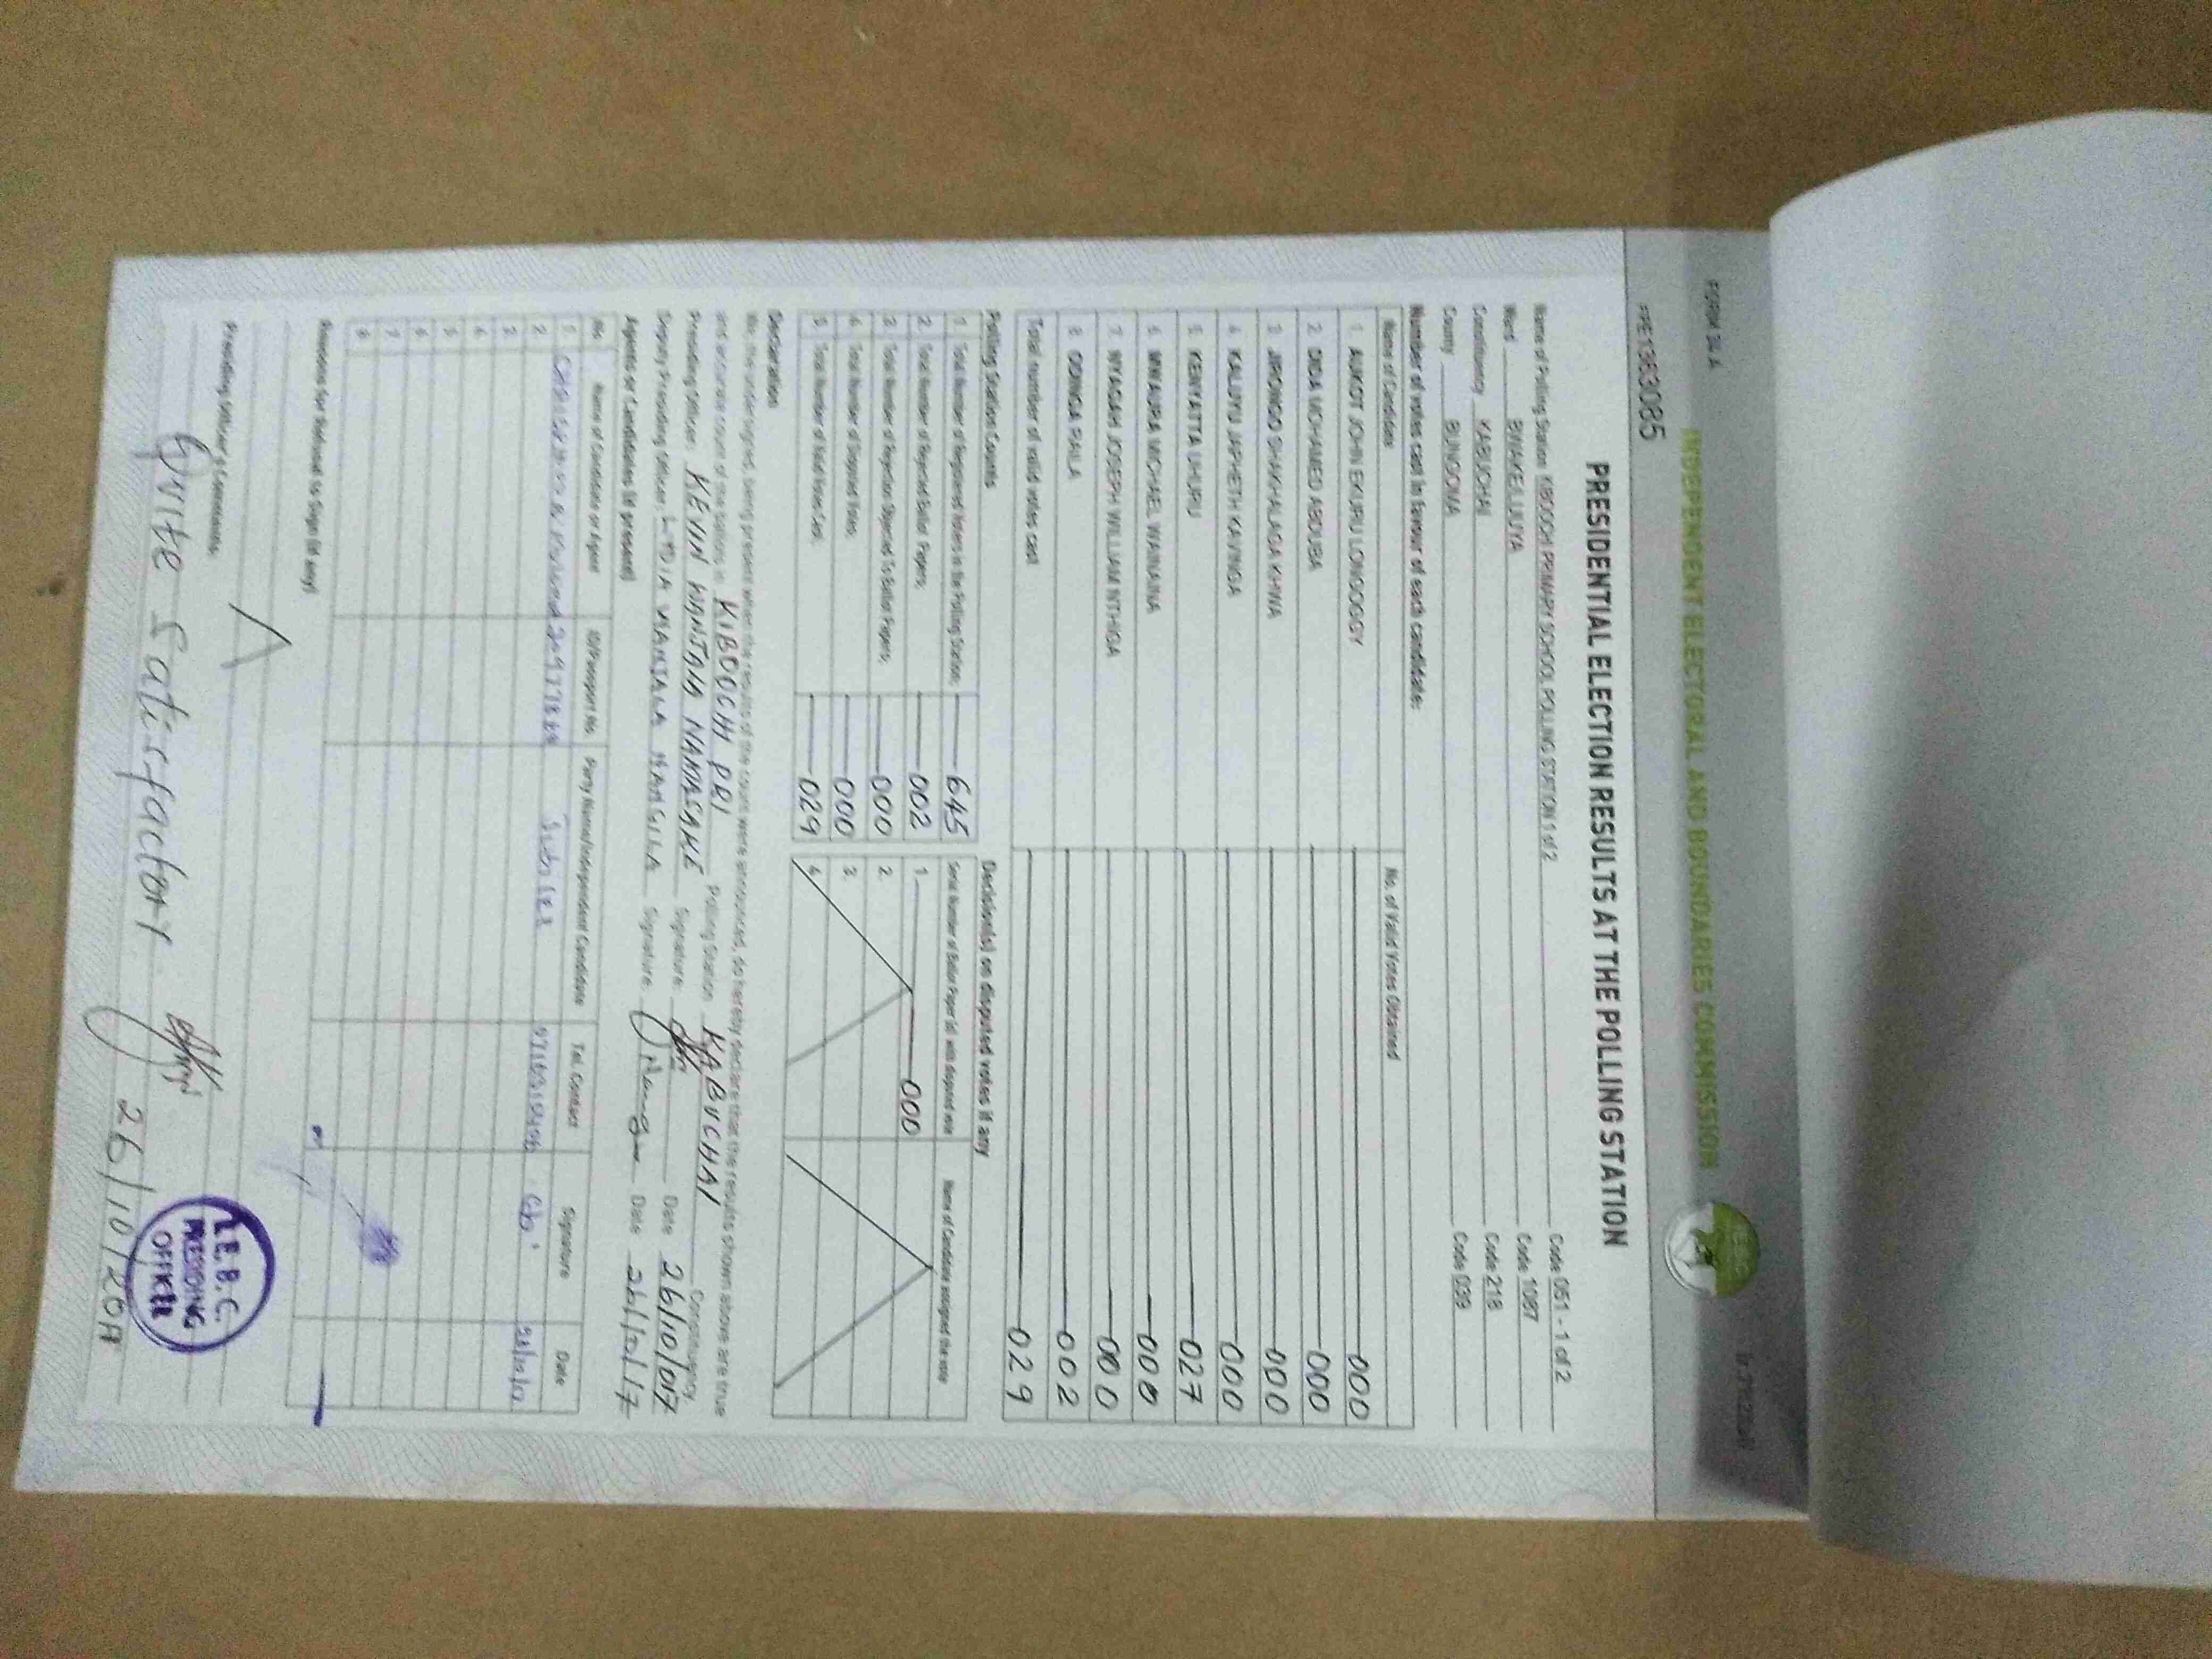 FORM 34 A
INDEPENDENT ELECTORAL AND BOUNDARIES COMMISSION
PPE1363085
PRESIDENTIAL ELECTION RESULTS AT THE POLLING STATION
Name of Polling Station KIBOOCHI PRIMARY SCHOOL POLLING STATION 1 of 2 Code 051 - 1 of 2
Ward BWAKE/LUUYA Code 1087
Constituency KABUCHAI Code 218
County BUNGOMA Code 039
Number of votes cast in favour of each candidate:
Name of Candidate No. of Valid Votes Obtained
1 AUKOT JOHN EKURU LONGOGGY 000
2 DIDA MOHAMED ABDUBA 000
3 JIRONGO SHAKHALAGA KHWA 000
4 KALUYU JAPHETH KAVINGA 000
5 KENYATTA UHURU 027
6 MWAURA MICHAEL WAINAINA 000
7 NYAGAH JOSEPH WILLIAM NTHIGA 000
8 ODINGA RAILA 002
Total number of valid votes cast 029
Polling Station Counts
1 Total Number of Registered Voters in the Polling Station; 645
2 Total Number of Rejected Ballot Papers; 002
3 Total Number of Rejection Objected To Ballot Papers; 000
4 Total Number of Disputed Votes; 000
5 Total Number of Valid Votes Cast; 029
Decision(s) on disputed votes if any
Serial Number of Ballot Paper (s) with disputed vote Name of Candidate assigned the vote
1 000
2
3
4
Declaration
We, the undersigned, being present when the results of the count were announced, do hereby declare that the results shown above are true
and accurate count of the ballots in KIBOOCHI PRI Polling Station KABUCHAI Constituency.
Presiding Officer: KEVIN WANJALA NAMASAKE Signature Date 26/10/017
Deputy Presiding Officer: LYDIA WANJALA Signature Date 26/10/17
Agents or Candidates (if present)
No. Name of Candidate or Agent ID/Passport No. Party Name/Independent Candidate Tel. Contact Signature Date
1
2
3
4
5
6
7
8
Reasons for Refusal to Sign (if any)
Presiding Officer's Comments:
Quite Satisfactory 26/10/2017
I.E.B.C.
PRESIDING
OFFICER